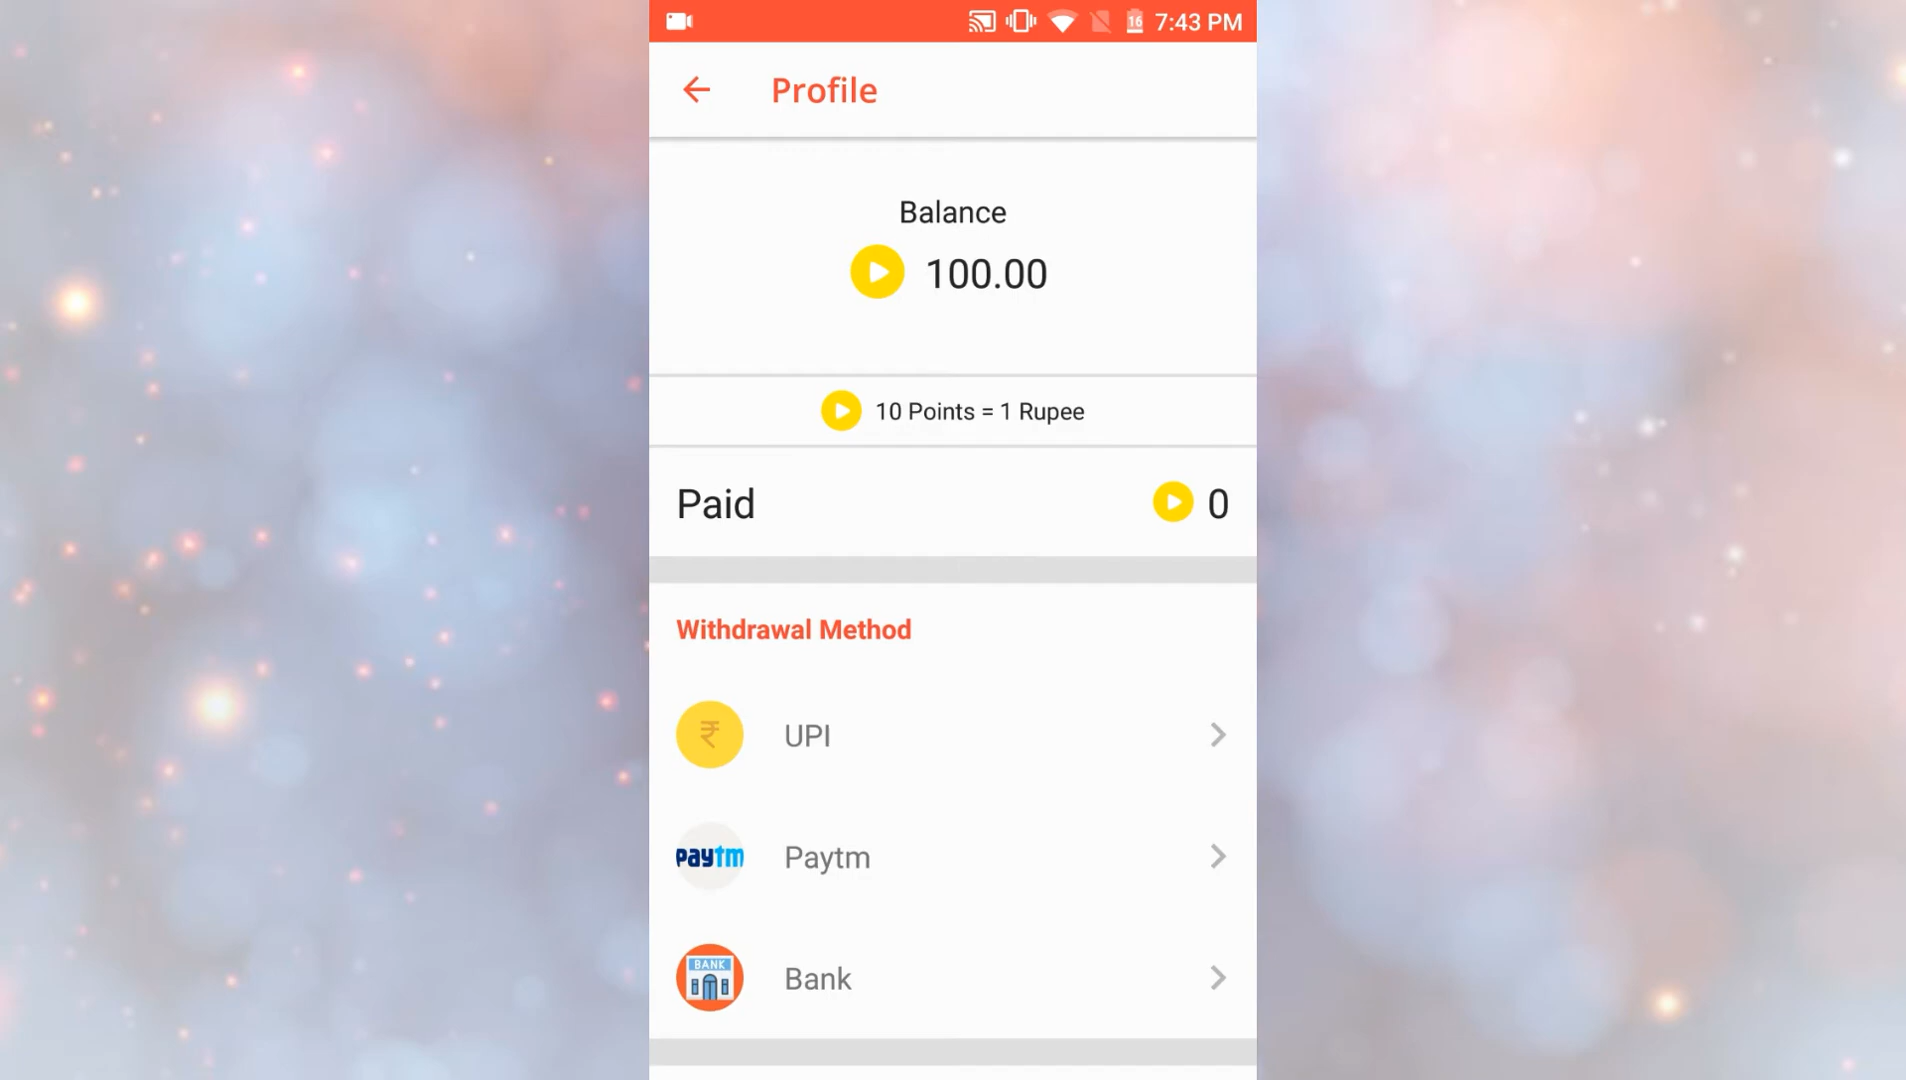 16 7:43 PM
Profile
Balance
100.00
10 Points = 1 Rupee
Paid 0
Withdrawal Method
₹ UPI
paytm Paytm
BANK Bank